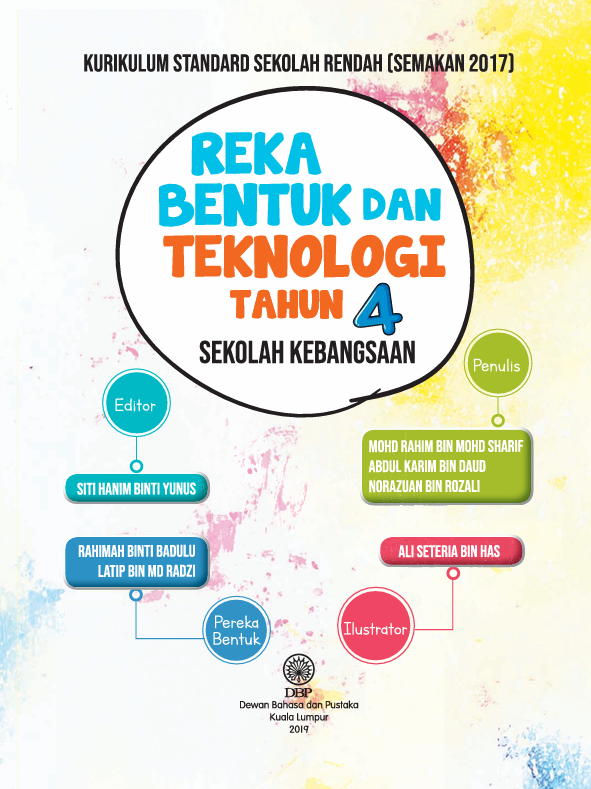 KURIKULUM STANDARD SEKOLAH RENDAH (SEMAKAN 2017)
REKA
BENTUK DAN
TEKNOLOGI
TAHUN 4
SEKOLAH KEBANGSAAN
Penulis
MOHD RAHIM BIN MOHD SHARIF
ABDUL KARIM BIN DAUD
NORAZUAN BIN ROZALI
Editor
SITI HANIM BINTI YUNUS
RAHIMAH BINTI BADULU
LATIP BIN MD RADZI
Pereka
Bentuk
ALI SETERIA BIN HAS
Ilustrator
DBP
Dewan Bahasa dan Pustaka
Kuala Lumpur
2019